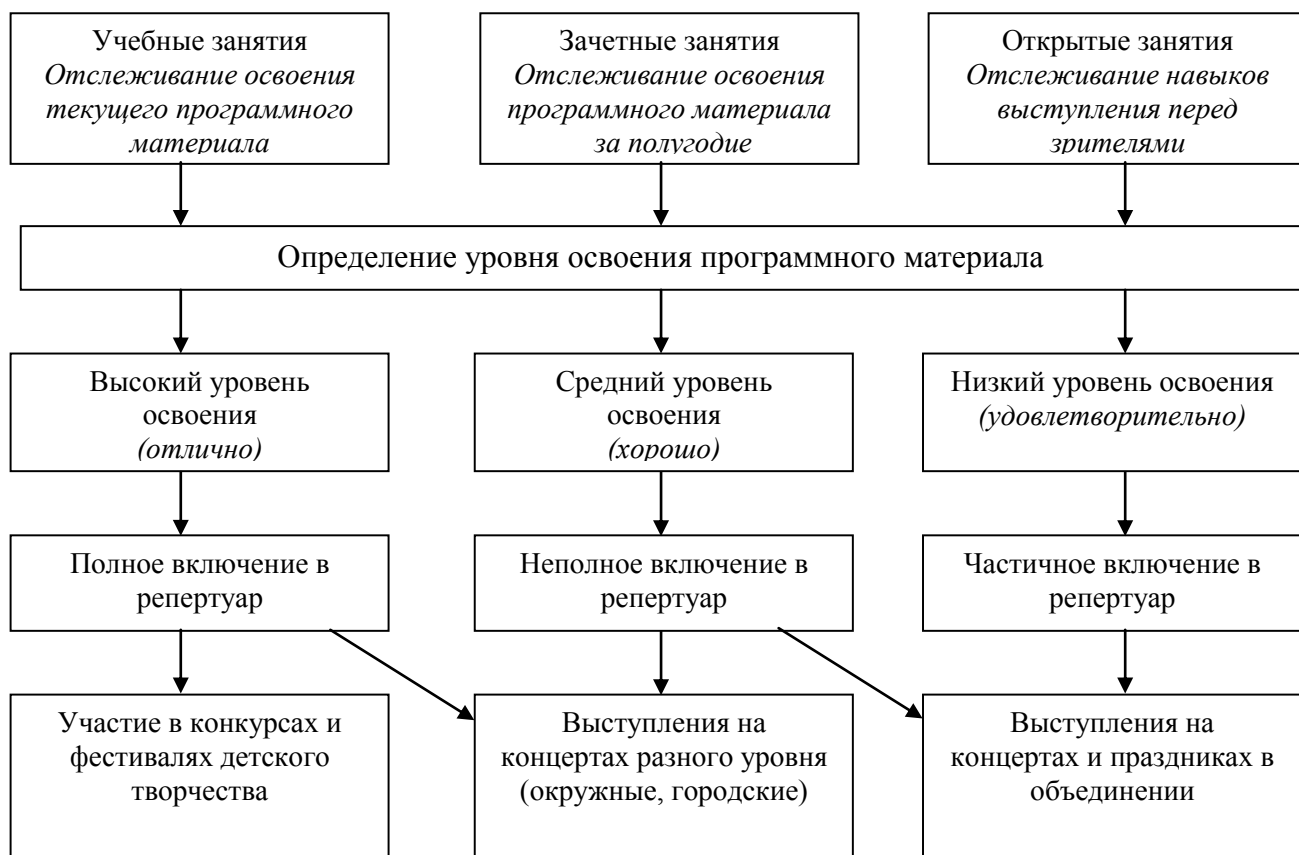 Учебные занятия
Отслеживание освоения
текущего программного
материала
Зачетные занятия
Отслеживание освоения
программного материала
за полугодие
Открытые занятия
Отслеживание навыков
выступления перед
зрителями
Определение уровня освоения программного материала
Высокий уровень
освоения
(отлично)
Средний уровень
освоения
(хорошо)
Низкий уровень освоения
(удовлетворительно)
Полное включение в
репертуар
Неполное включение в
репертуар
Частичное включение в
репертуар
Участие в конкурсах и
фестивалях детского
творчества
Выступления на
концертах разного уровня
(окружные, городские)
Выступления на
концертах и праздниках в
объединении